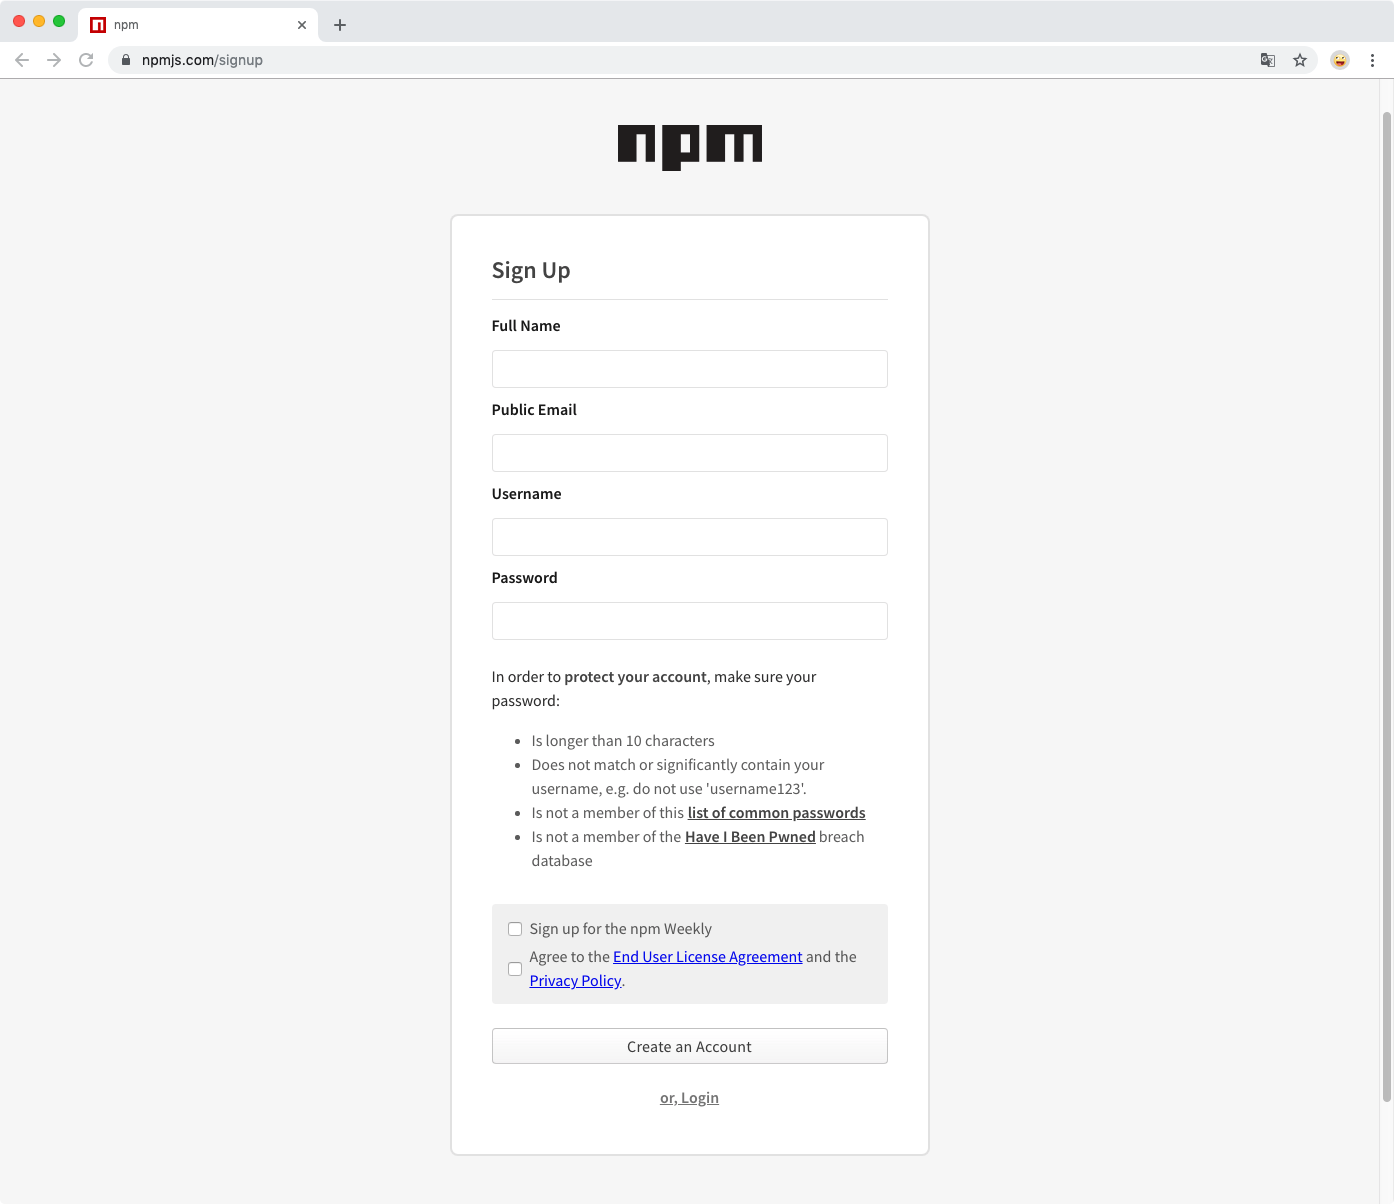 npm
npmjs.com/signup
npm
Sign Up
Full Name
Public Email
Username
Password
In order to protect your account, make sure your
password:
• Is longer than 10 characters
• Does not match or significantly contain your
username, e.g. do not use 'username123'.
• Is not a member of this list of common passwords
• Is not a member of the Have I Been Pwned breach
database
Sign up for the npm Weekly
Agree to the End User License Agreement and the
Privacy Policy.
Create an Account
or, Login